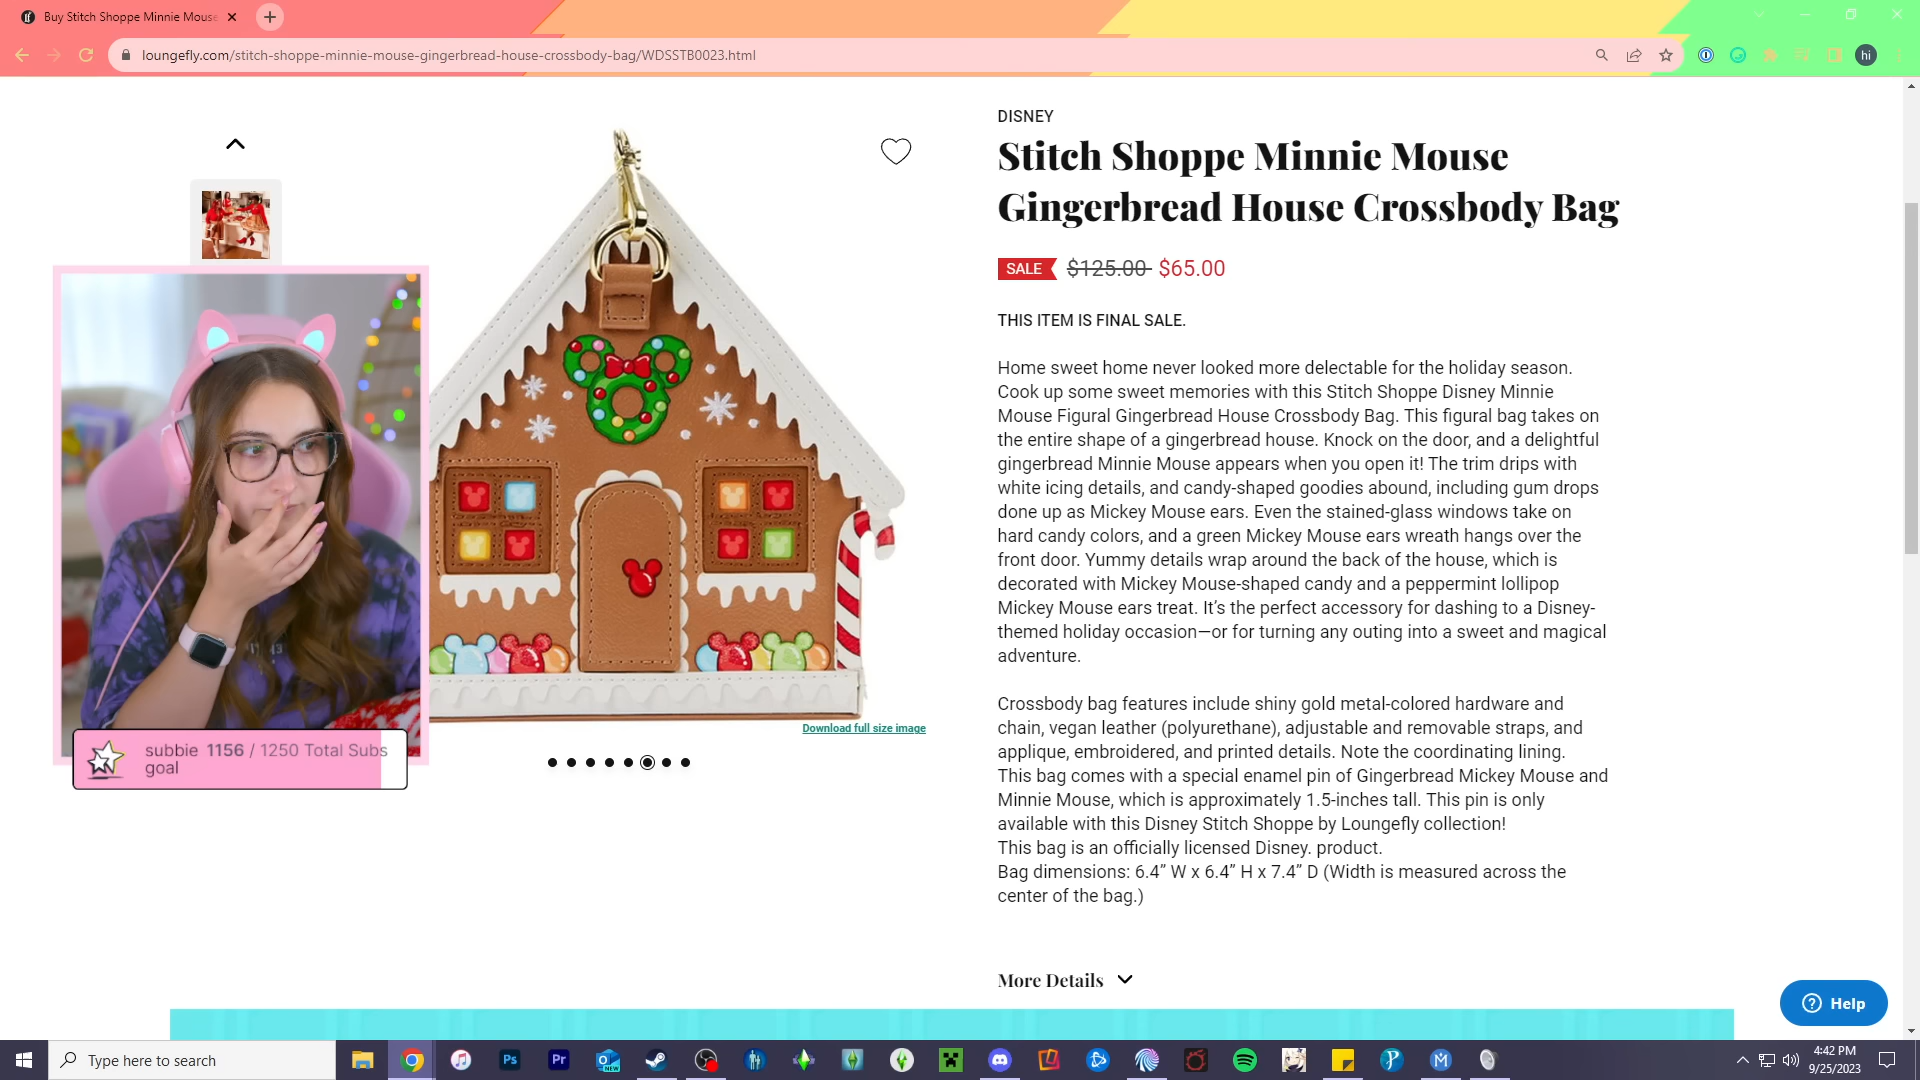 Buy Stitch Shoppe Minnie Mouse
loungefly.com/stitch-shoppe-minnie-mouse-gingerbread-house-crossbody-bag/WDSSTB0023.html
hi
DISNEY
Stitch Shoppe Minnie Mouse
Gingerbread House Crossbody Bag
SALE $125.00 $65.00
THIS ITEM IS FINAL SALE.
Home sweet home never looked more delectable for the holiday season.
Cook up some sweet memories with this Stitch Shoppe Disney Minnie
Mouse Figural Gingerbread House Crossbody Bag. This figural bag takes on
the entire shape of a gingerbread house. Knock on the door, and a delightful
gingerbread Minnie Mouse appears when you open it! The trim drips with
white icing details, and candy-shaped goodies abound, including gum drops
done up as Mickey Mouse ears. Even the stained-glass windows take on
hard candy colors, and a green Mickey Mouse ears wreath hangs over the
front door. Yummy details wrap around the back of the house, which is
decorated with Mickey Mouse-shaped candy and a peppermint lollipop
Mickey Mouse ears treat. It’s the perfect accessory for dashing to a Disney-
themed holiday occasion—or for turning any outing into a sweet and magical
adventure.
Crossbody bag features include shiny gold metal-colored hardware and
chain, vegan leather (polyurethane), adjustable and removable straps, and
applique, embroidered, and printed details. Note the coordinating lining.
This bag comes with a special enamel pin of Gingerbread Mickey Mouse and
Minnie Mouse, which is approximately 1.5-inches tall. This pin is only
available with this Disney Stitch Shoppe by Loungefly collection!
This bag is an officially licensed Disney. product.
Bag dimensions: 6.4” W x 6.4” H x 7.4” D (Width is measured across the
center of the bag.)
More Details
Download full size image
subbie 1156 / 1250 Total Subs
goal
Help
Type here to search
Ps
Pr
NEW
4:42 PM
9/25/2023